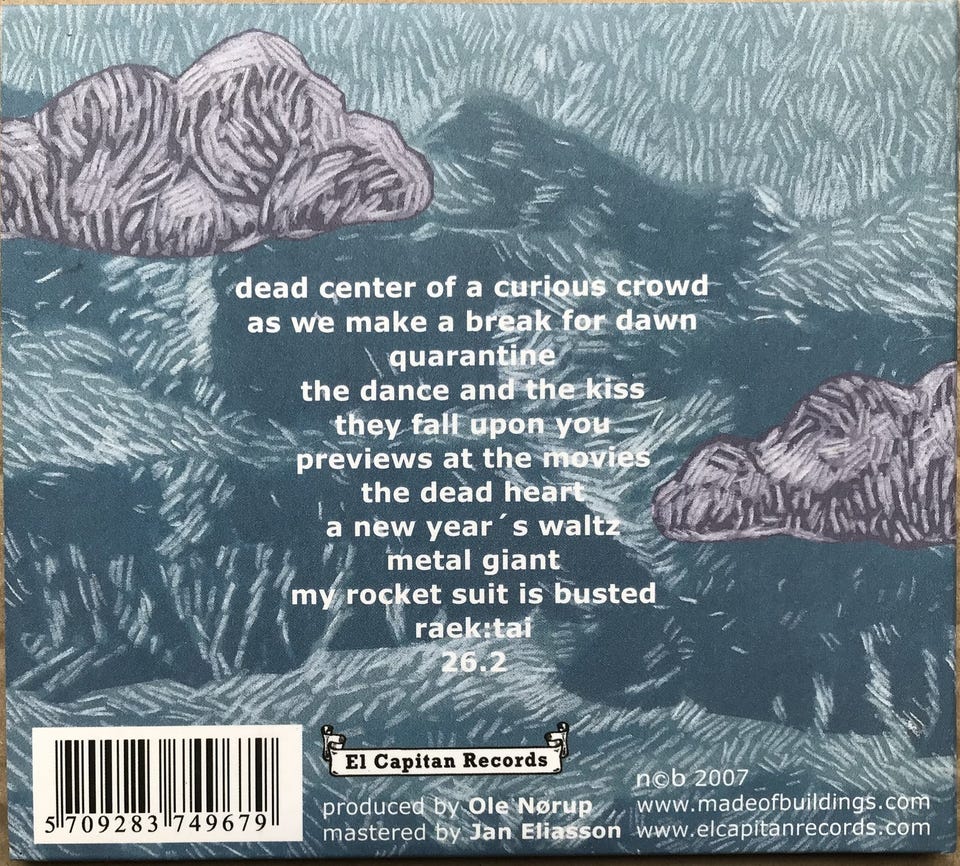 dead center of a curious crowd
as we make a break for dawn
quarantine
the dance and the kiss
they fall upon you
previews at the movies
the dead heart
a new year´s waltz
metal giant
my rocket suit is busted
raek:tai
26.2
El Capitan Records
5 709283 749679
produced by Ole Nørup
mastered by Jan Eliasson
n©b 2007
www.madeofbuildings.com
www.elcapitanrecords.com